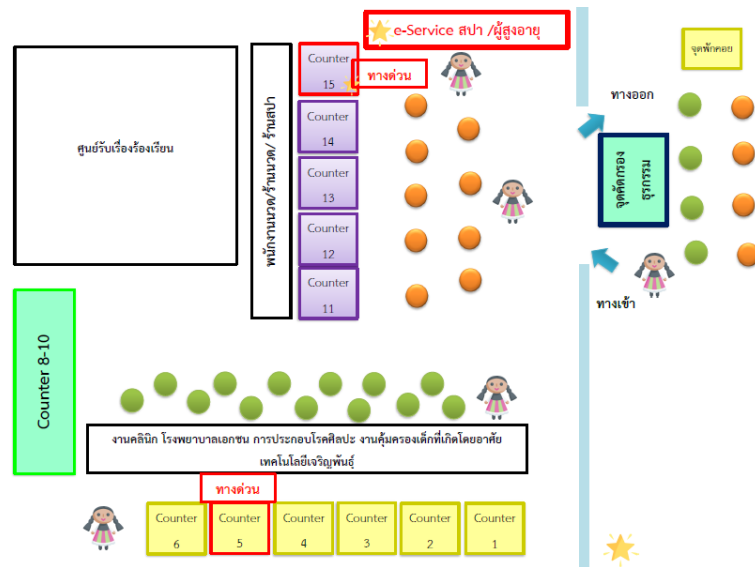 e-Service สปา /ผู้สูงอายุ
จุดพักคอย
Counter
15
ทางด่วน
ทางออก
ศูนย์รับเรื่องร้องเรียน
พนักงานนวด/ร้านนวด/ ร้านสปา
Counter
14
Counter
13
Counter
12
Counter
11
จุดคัดกรอง
ธุรกรรม
ทางเข้า
Counter 8-10
งานคลินิก โรงพยาบาลเอกชน การประกอบโรคศิลปะ งานคุ้มครองเด็กที่เกิดโดยอาศัย
เทคโนโลยีเจริญพันธุ์
ทางด่วน
Counter
6
Counter
5
Counter
4
Counter
3
Counter
2
Counter
1